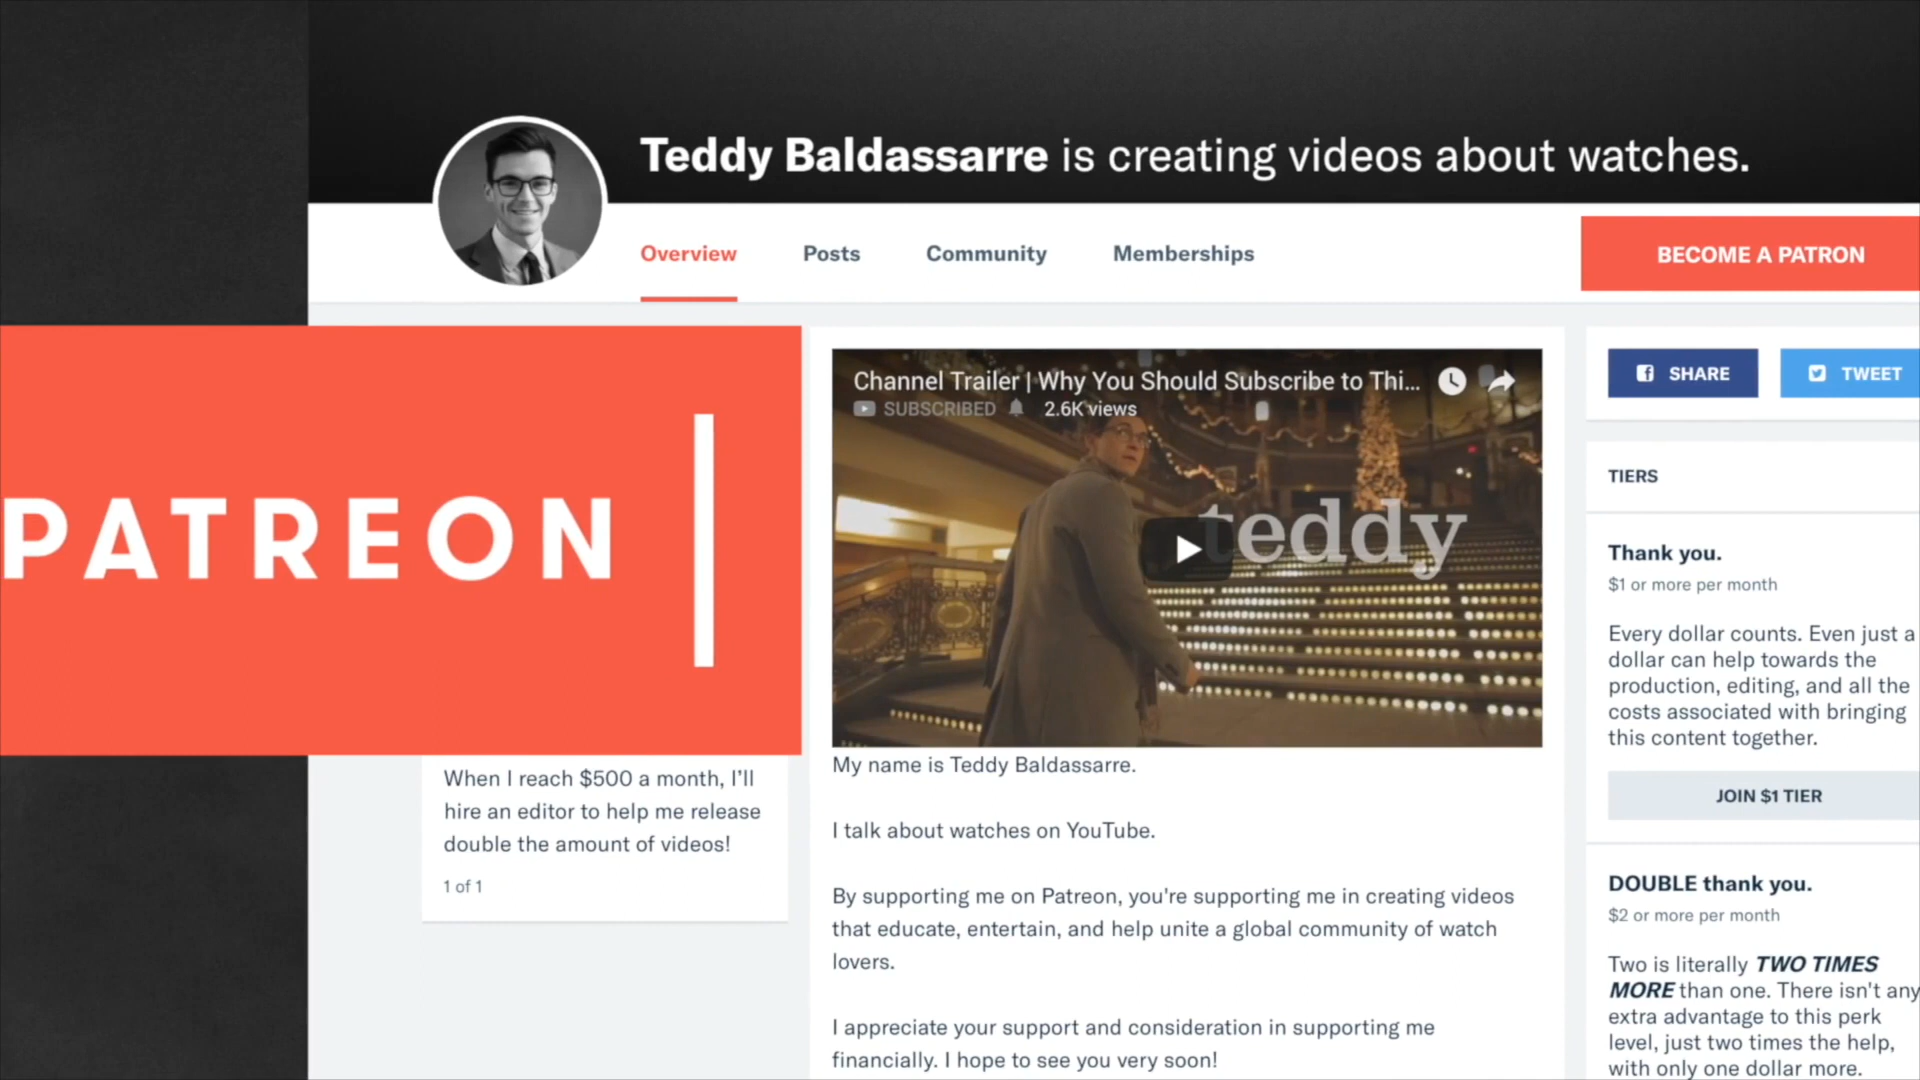 Teddy Baldassarre is creating videos about watches.
Overview Posts Community Memberships BECOME A PATRON
PATREON
When I reach $500 a month, I'll
hire an editor to help me release
double the amount of videos!
1 of 1
Channel Trailer | Why You Should Subscribe to Thi...
SUBSCRIBED 2.6K views
teddy
My name is Teddy Baldassarre.
I talk about watches on YouTube.
By supporting me on Patreon, you're supporting me in creating videos
that educate, entertain, and help unite a global community of watch
lovers.
I appreciate your support and consideration in supporting me
financially. I hope to see you very soon!
SHARE TWEET
TIERS
Thank you.
$1 or more per month
Every dollar counts. Even just a
dollar can help towards the
production, editing, and all the
costs associated with bringing
this content together.
JOIN $1 TIER
DOUBLE thank you.
$2 or more per month
Two is literally TWO TIMES
MORE than one. There isn't any
extra advantage to this perk
level, just two times the help,
with only one dollar more.